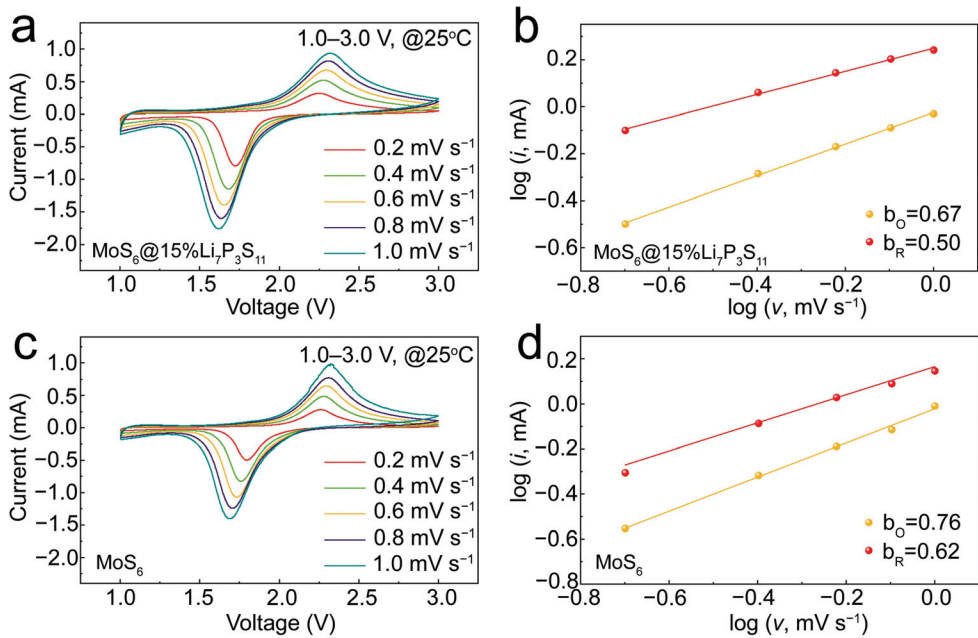 a
1.0–3.0 V, @25°C
1.0
0.5
0.0
−0.5
−1.0
−1.5
−2.0
Current (mA)
0.2 mV s⁻¹
0.4 mV s⁻¹
0.6 mV s⁻¹
0.8 mV s⁻¹
1.0 mV s⁻¹
MoS₆@15%Li₇P₃S₁₁
1.0 1.5 2.0 2.5 3.0
Voltage (V)
b
0.2
0.0
−0.2
−0.4
−0.6
log (i, mA)
b_O=0.67
b_R=0.50
MoS₆@15%Li₇P₃S₁₁
−0.8 −0.6 −0.4 −0.2 0.0
log (v, mV s⁻¹)
c
1.0–3.0 V, @25°C
1.0
0.5
0.0
−0.5
−1.0
−1.5
−2.0
Current (mA)
0.2 mV s⁻¹
0.4 mV s⁻¹
0.6 mV s⁻¹
0.8 mV s⁻¹
1.0 mV s⁻¹
MoS₆
1.0 1.5 2.0 2.5 3.0
Voltage (V)
d
0.2
0.0
−0.2
−0.4
−0.6
−0.8
log (i, mA)
b_O=0.76
b_R=0.62
MoS₆
−0.8 −0.6 −0.4 −0.2 0.0
log (v, mV s⁻¹)